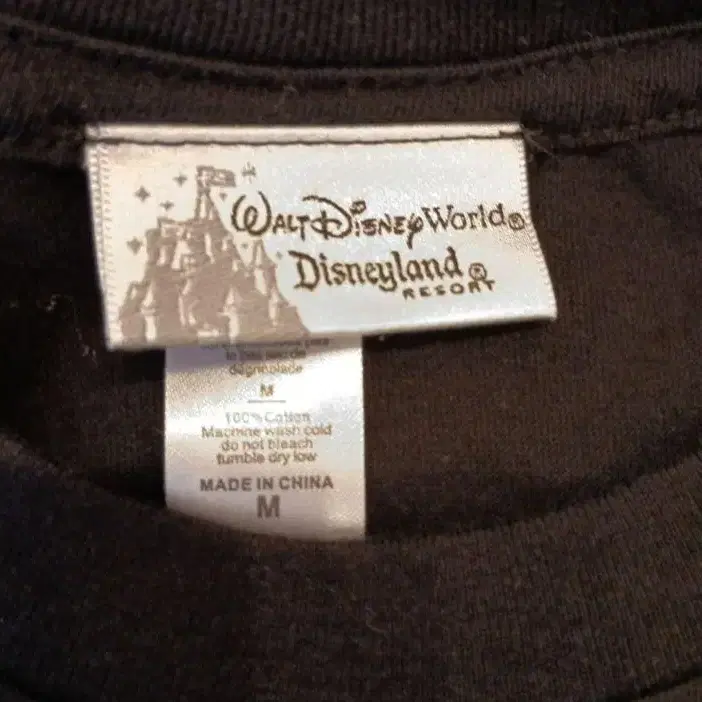 WALT DISNEY World®
Disneyland®
RESORT
M
100% Cotton
Machine wash cold
do not bleach
tumble dry low
MADE IN CHINA
M